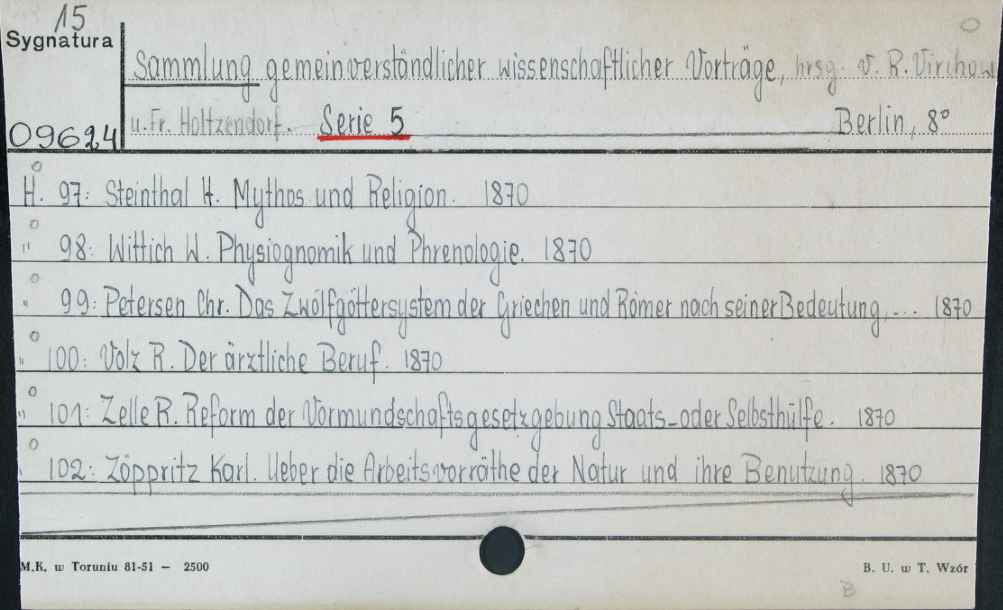 15
Sygnatura
Sammlung gemeinverständlicher wissenschaftlicher Vorträge, hrsg. v. R. Virchow
09624 u. Fr. Holtzendorf. Serie 5 Berlin, 8°
H. 97: Steinthal H. Mythos und Religion. 1870
" 98: Wittich W. Physiognomik und Phrenologie. 1870
" 99: Petersen Chr. Das Zwölfgöttersystem der Griechen und Römer nach seiner Bedeutung,... 1870
" 100: Volz R. Der ärztliche Beruf. 1870
" 101: Zelle R. Reform der Vormundschaftsgesetzgebung Staats-oder Selbsthülfe. 1870
" 102: Zöppritz Karl. Ueber die Arbeitsvorräthe der Natur und ihre Benutzung. 1870
M.K. w Toruniu 81-51 — 2500 B. U. w T. Wzór
B